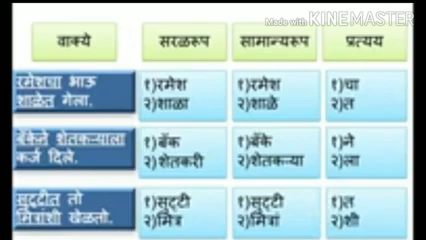 Made with KINEMASTER
वाक्ये सरळरूप सामान्यरूप प्रत्यय
रमेशचा भाऊ १)रमेश १)रमेश १)चा
शाळेत गेला. २)शाळा २)शाळे २)त
बँकेने शेतकऱ्याला १)बँक १)बँके १)ने
कर्ज दिले. २)शेतकरी २)शेतकऱ्या २)ला
सुट्टीत तो १)सुट्टी १)सुट्टी १)त
मित्रांशी खेळतो. २)मित्र २)मित्रां २)शी